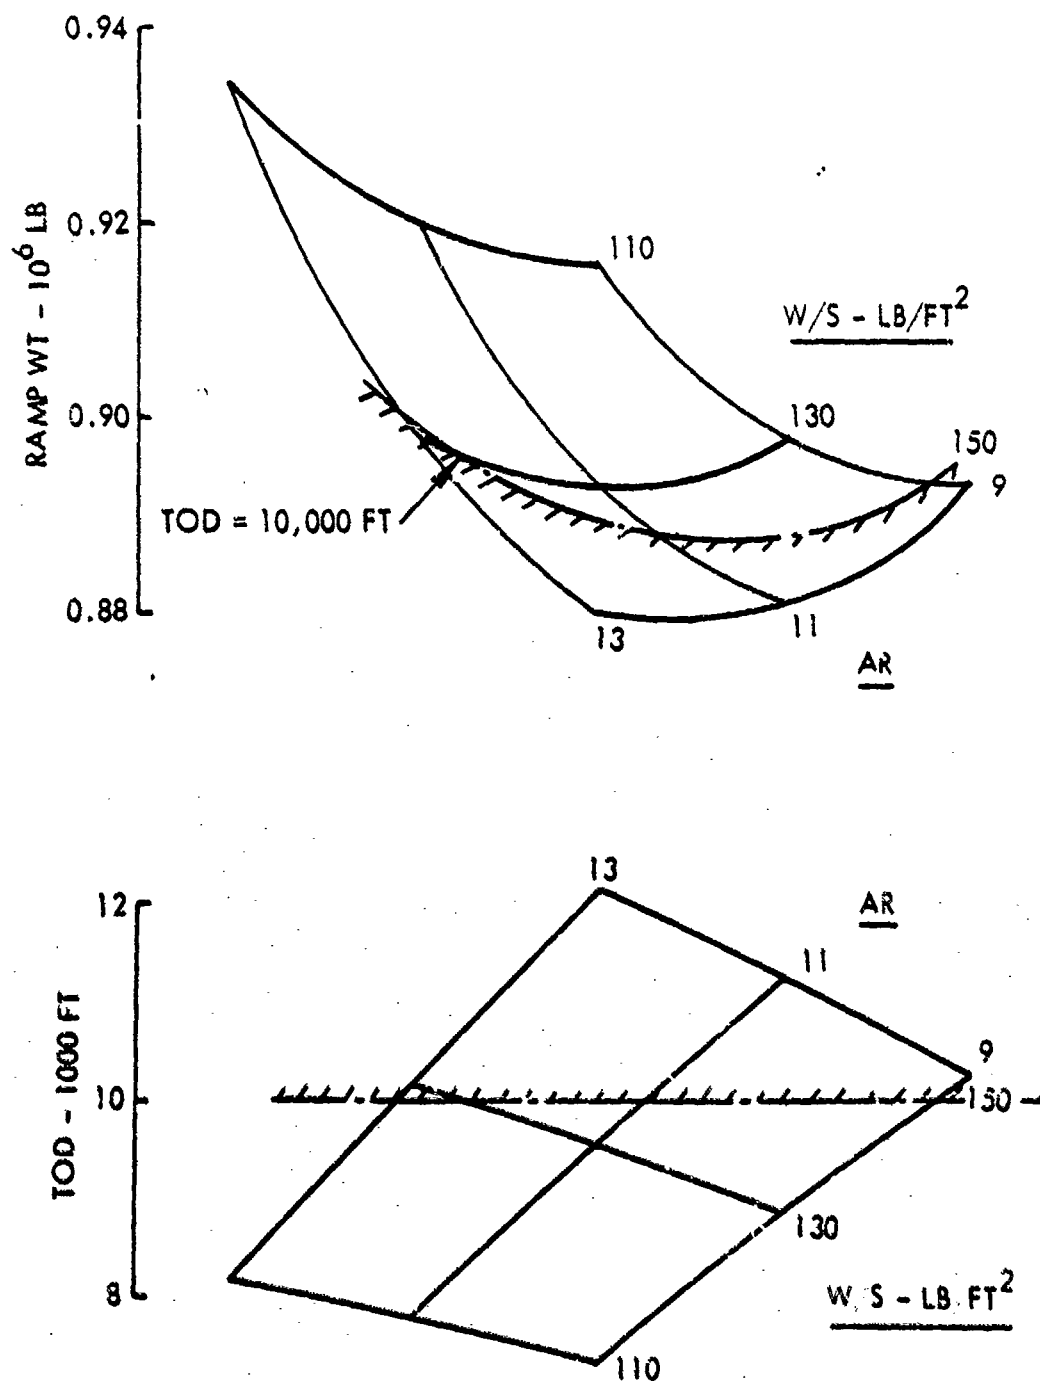 0.94
0.92
RAMP WT - 10⁶ LB
0.90
0.88
110
W/S - LB/FT²
130
150
9
TOD = 10,000 FT
13
11
AR
13
AR
12
11
9
TOD - 1000 FT
10
150
130
8
W S - LB FT²
110